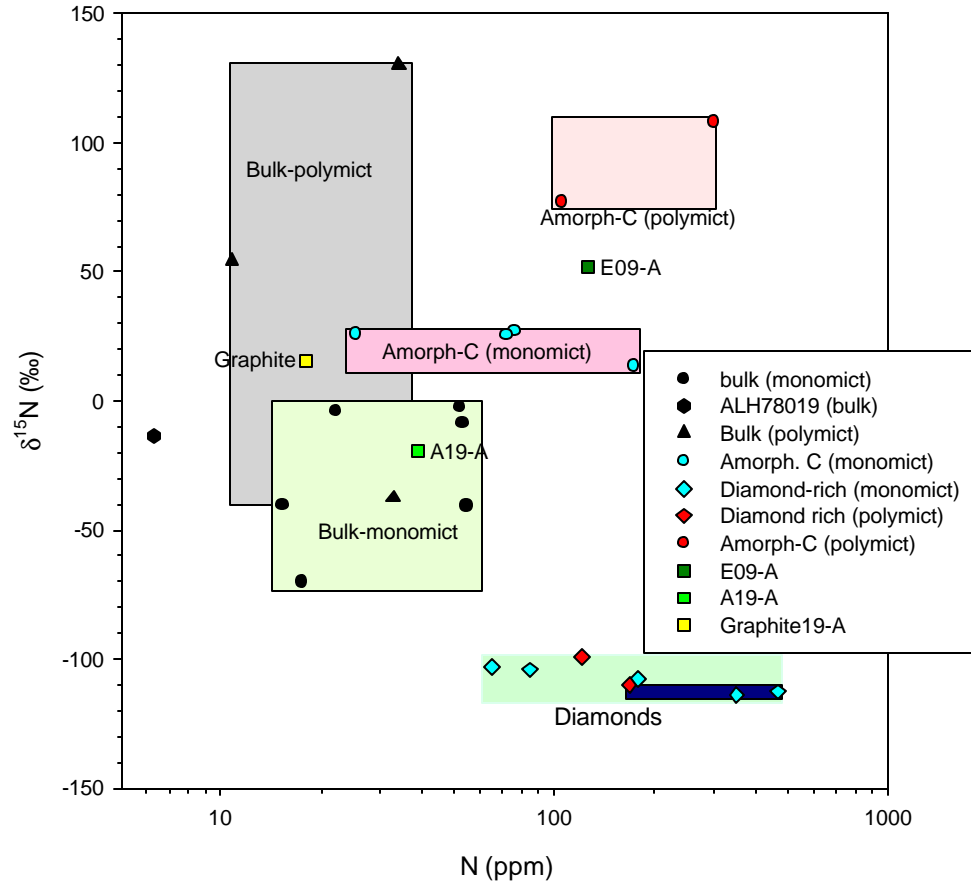 150
100
50
0
-50
-100
-150
δ15N (‰)
Bulk-polymict
Amorph-C (polymict)
E09-A
Amorph-C (monomict)
Graphite
A19-A
Bulk-monomict
Diamonds
bulk (monomict)
ALH78019 (bulk)
Bulk (polymict)
Amorph. C (monomict)
Diamond-rich (monomict)
Diamond rich (polymict)
Amorph-C (polymict)
E09-A
A19-A
Graphite19-A
10
100
1000
N (ppm)